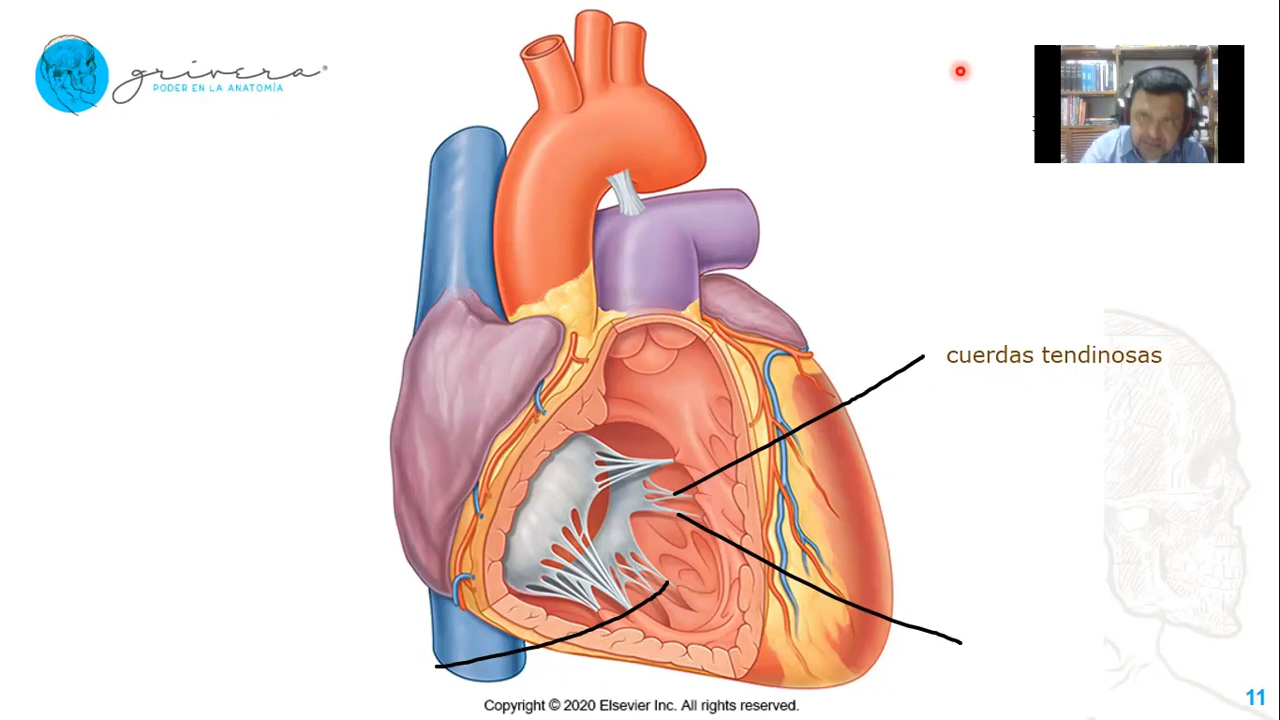 grivera®
PODER EN LA ANATOMÍA
cuerdas tendinosas
Copyright © 2020 Elsevier Inc. All rights reserved.
11